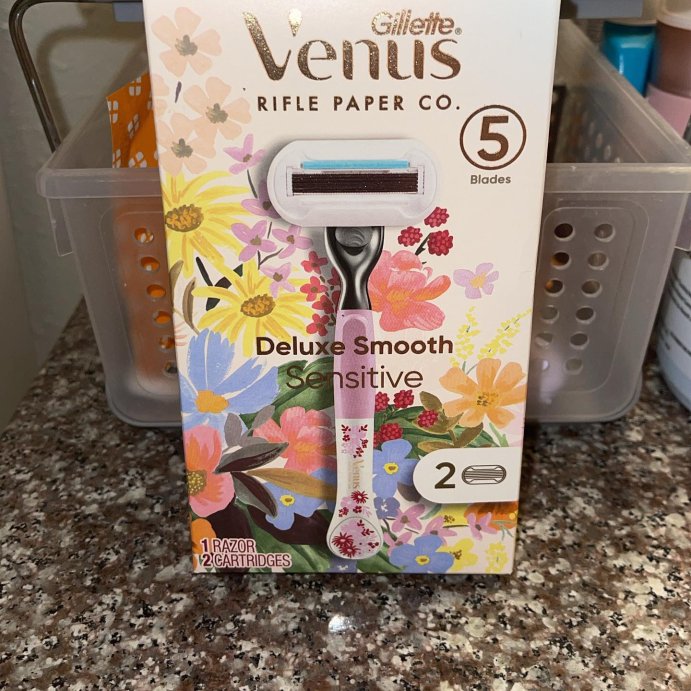 Gillette®
Venus
RIFLE PAPER CO.
5
Blades
Deluxe Smooth
Sensitive
2
Venus
1 RAZOR
2 CARTRIDGES